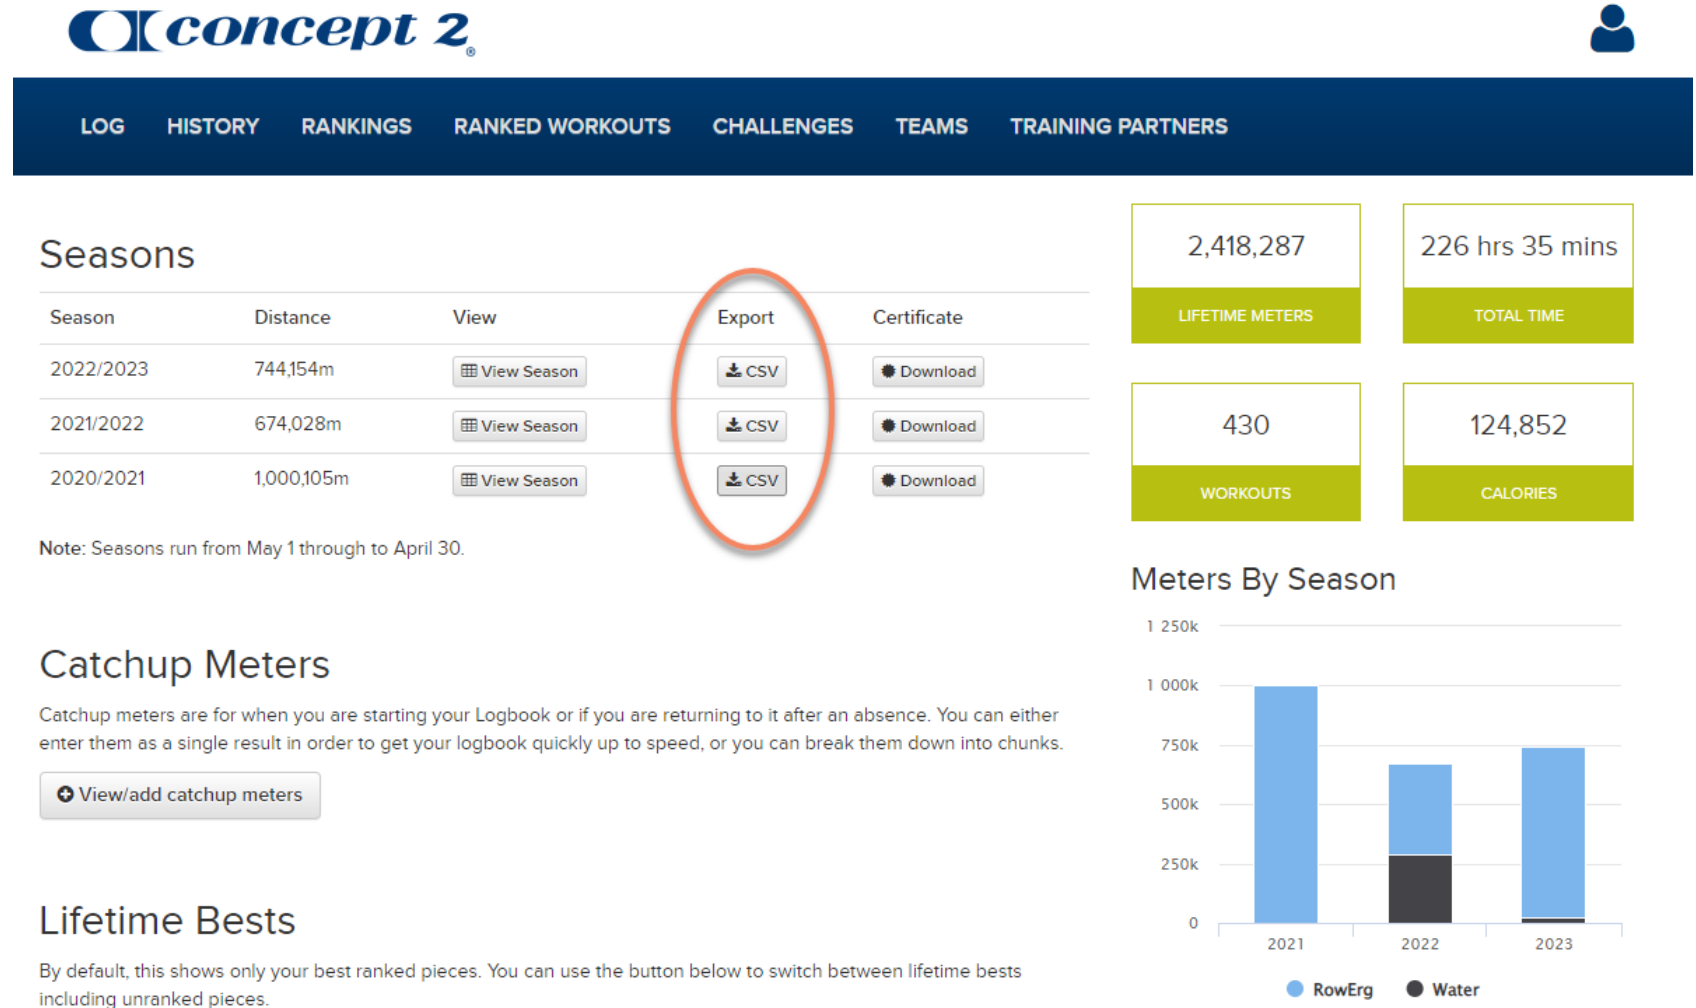 concept 2®
LOG HISTORY RANKINGS RANKED WORKOUTS CHALLENGES TEAMS TRAINING PARTNERS
Seasons
Season Distance View Export Certificate
2022/2023 744,154m View Season CSV Download
2021/2022 674,028m View Season CSV Download
2020/2021 1,000,105m View Season CSV Download
Note: Seasons run from May 1 through to April 30.
Catchup Meters
Catchup meters are for when you are starting your Logbook or if you are returning to it after an absence. You can either
enter them as a single result in order to get your logbook quickly up to speed, or you can break them down into chunks.
View/add catchup meters
Lifetime Bests
By default, this shows only your best ranked pieces. You can use the button below to switch between lifetime bests
including unranked pieces.
2,418,287
LIFETIME METERS
226 hrs 35 mins
TOTAL TIME
430
WORKOUTS
124,852
CALORIES
Meters By Season
1 250k
1 000k
750k
500k
250k
0
2021 2022 2023
RowErg Water